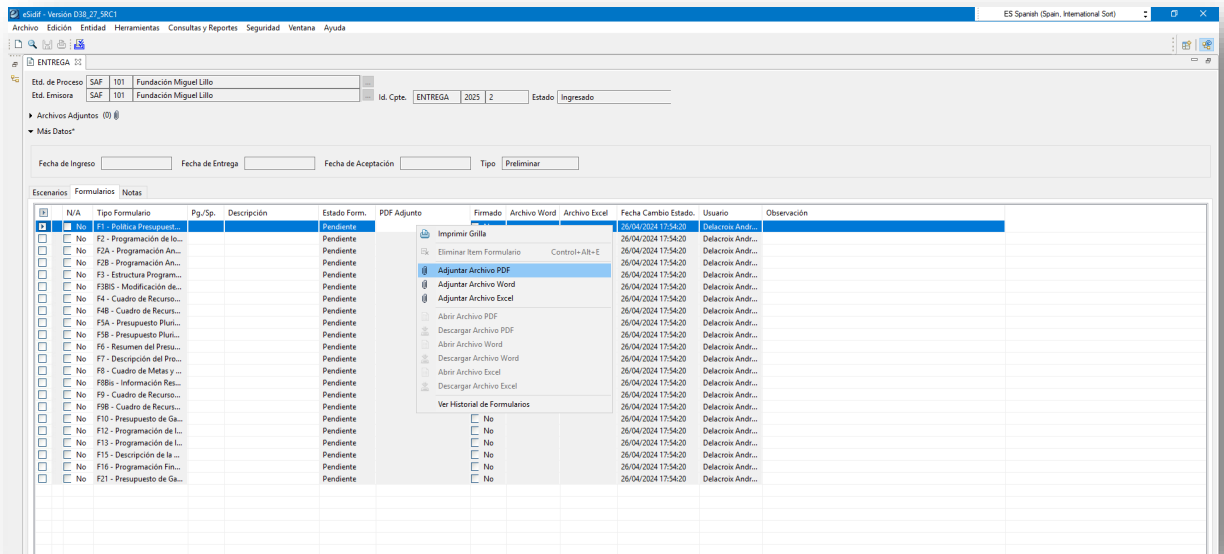 eSidif - Versión D38_27_5RC1 ES Spanish (Spain, International Sort)
Archivo Edición Entidad Herramientas Consultas y Reportes Seguridad Ventana Ayuda
ENTREGA
Etd. de Proceso SAF 101 Fundación Miguel Lillo ...
Etd. Emisora SAF 101 Fundación Miguel Lillo ... Id. Cpte. ENTREGA 2025 2 Estado Ingresado
Archivos Adjuntos (0)
Más Datos*
Fecha de Ingreso Fecha de Entrega Fecha de Aceptación Tipo Preliminar
Escenarios Formularios Notas
N/A Tipo Formulario Pg./Sp. Descripción Estado Form. PDF Adjunto Firmado Archivo Word Archivo Excel Fecha Cambio Estado. Usuario Observación
No F1 - Política Presupuest... Pendiente 26/04/2024 17:54:20 Delacroix Andr...
No F2 - Programación de lo... Pendiente 26/04/2024 17:54:20 Delacroix Andr...
No F2A - Programación An... Pendiente 26/04/2024 17:54:20 Delacroix Andr...
No F2B - Programación An... Pendiente 26/04/2024 17:54:20 Delacroix Andr...
No F3 - Estructura Program... Pendiente 26/04/2024 17:54:20 Delacroix Andr...
No F3BIS - Modificación de... Pendiente 26/04/2024 17:54:20 Delacroix Andr...
No F4 - Cuadro de Recurso... Pendiente 26/04/2024 17:54:20 Delacroix Andr...
No F4B - Cuadro de Recurs... Pendiente 26/04/2024 17:54:20 Delacroix Andr...
No F5A - Presupuesto Pluri... Pendiente 26/04/2024 17:54:20 Delacroix Andr...
No F5B - Presupuesto Pluri... Pendiente 26/04/2024 17:54:20 Delacroix Andr...
No F6 - Resumen del Presu... Pendiente 26/04/2024 17:54:20 Delacroix Andr...
No F7 - Descripción del Pro... Pendiente 26/04/2024 17:54:20 Delacroix Andr...
No F8 - Cuadro de Metas y ... Pendiente 26/04/2024 17:54:20 Delacroix Andr...
No F8Bis - Información Res... Pendiente 26/04/2024 17:54:20 Delacroix Andr...
No F9 - Cuadro de Recurso... Pendiente 26/04/2024 17:54:20 Delacroix Andr...
No F9B - Cuadro de Recurs... Pendiente 26/04/2024 17:54:20 Delacroix Andr...
No F10 - Presupuesto de Ga... Pendiente No 26/04/2024 17:54:20 Delacroix Andr...
No F12 - Programación de l... Pendiente No 26/04/2024 17:54:20 Delacroix Andr...
No F13 - Programación de l... Pendiente No 26/04/2024 17:54:20 Delacroix Andr...
No F15 - Descripción de la ... Pendiente No 26/04/2024 17:54:20 Delacroix Andr...
No F16 - Programación Fin... Pendiente No 26/04/2024 17:54:20 Delacroix Andr...
No F21 - Presupuesto de Ga... Pendiente No 26/04/2024 17:54:20 Delacroix Andr...
Imprimir Grilla
Eliminar Item Formulario Control+Alt+E
Adjuntar Archivo PDF
Adjuntar Archivo Word
Adjuntar Archivo Excel
Abrir Archivo PDF
Descargar Archivo PDF
Abrir Archivo Word
Descargar Archivo Word
Abrir Archivo Excel
Descargar Archivo Excel
Ver Historial de Formularios